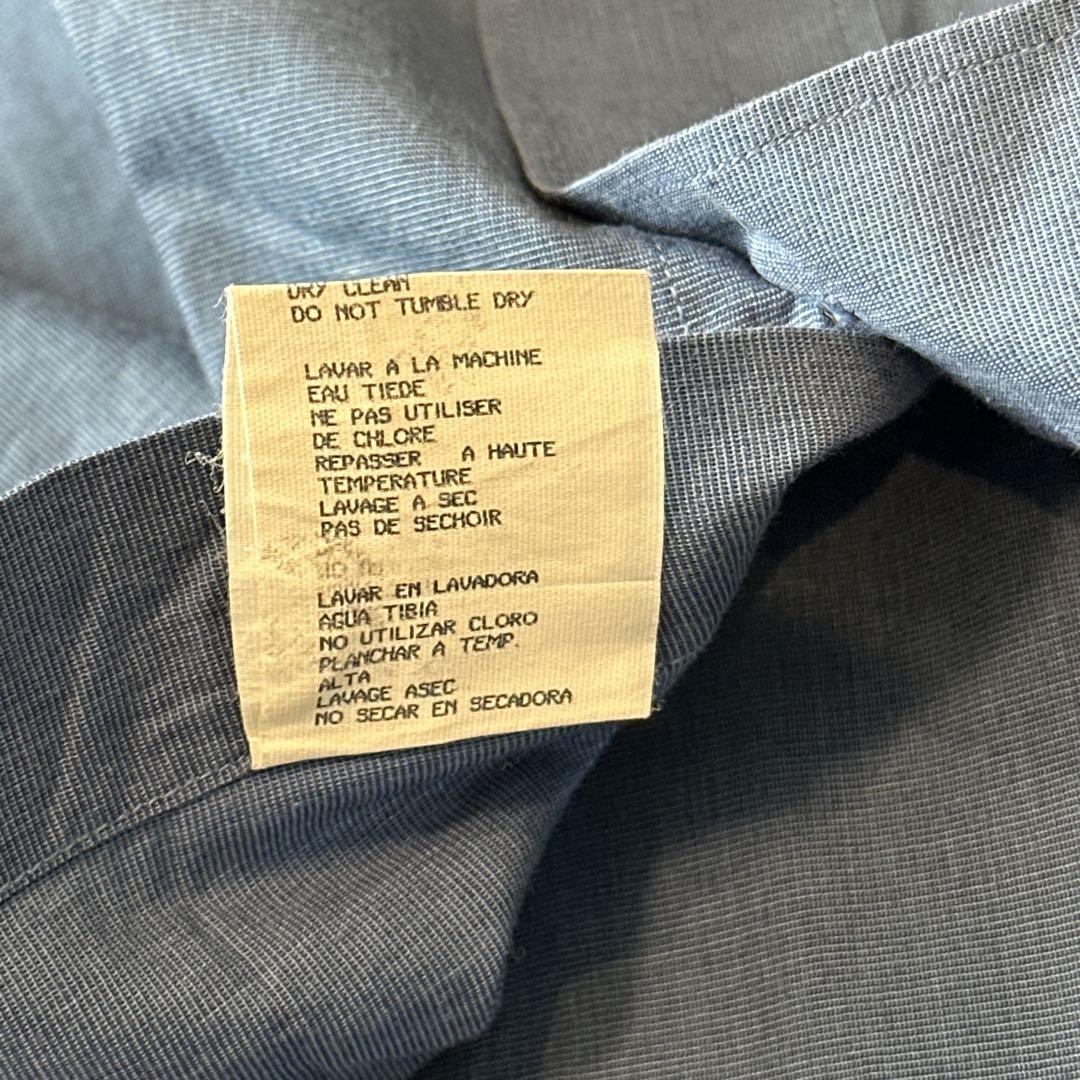 DRY CLEAN
DO NOT TUMBLE DRY
LAVAR A LA MACHINE
EAU TIEDE
NE PAS UTILISER
DE CHLORE
REPASSER A HAUTE
TEMPERATURE
LAVAGE A SEC
PAS DE SECHOIR
LAVAR EN LAVADORA
AGUA TIBIA
NO UTILIZAR CLORO
PLANCHAR A TEMP.
ALTA
LAVAGE ASEC
NO SECAR EN SECADORA